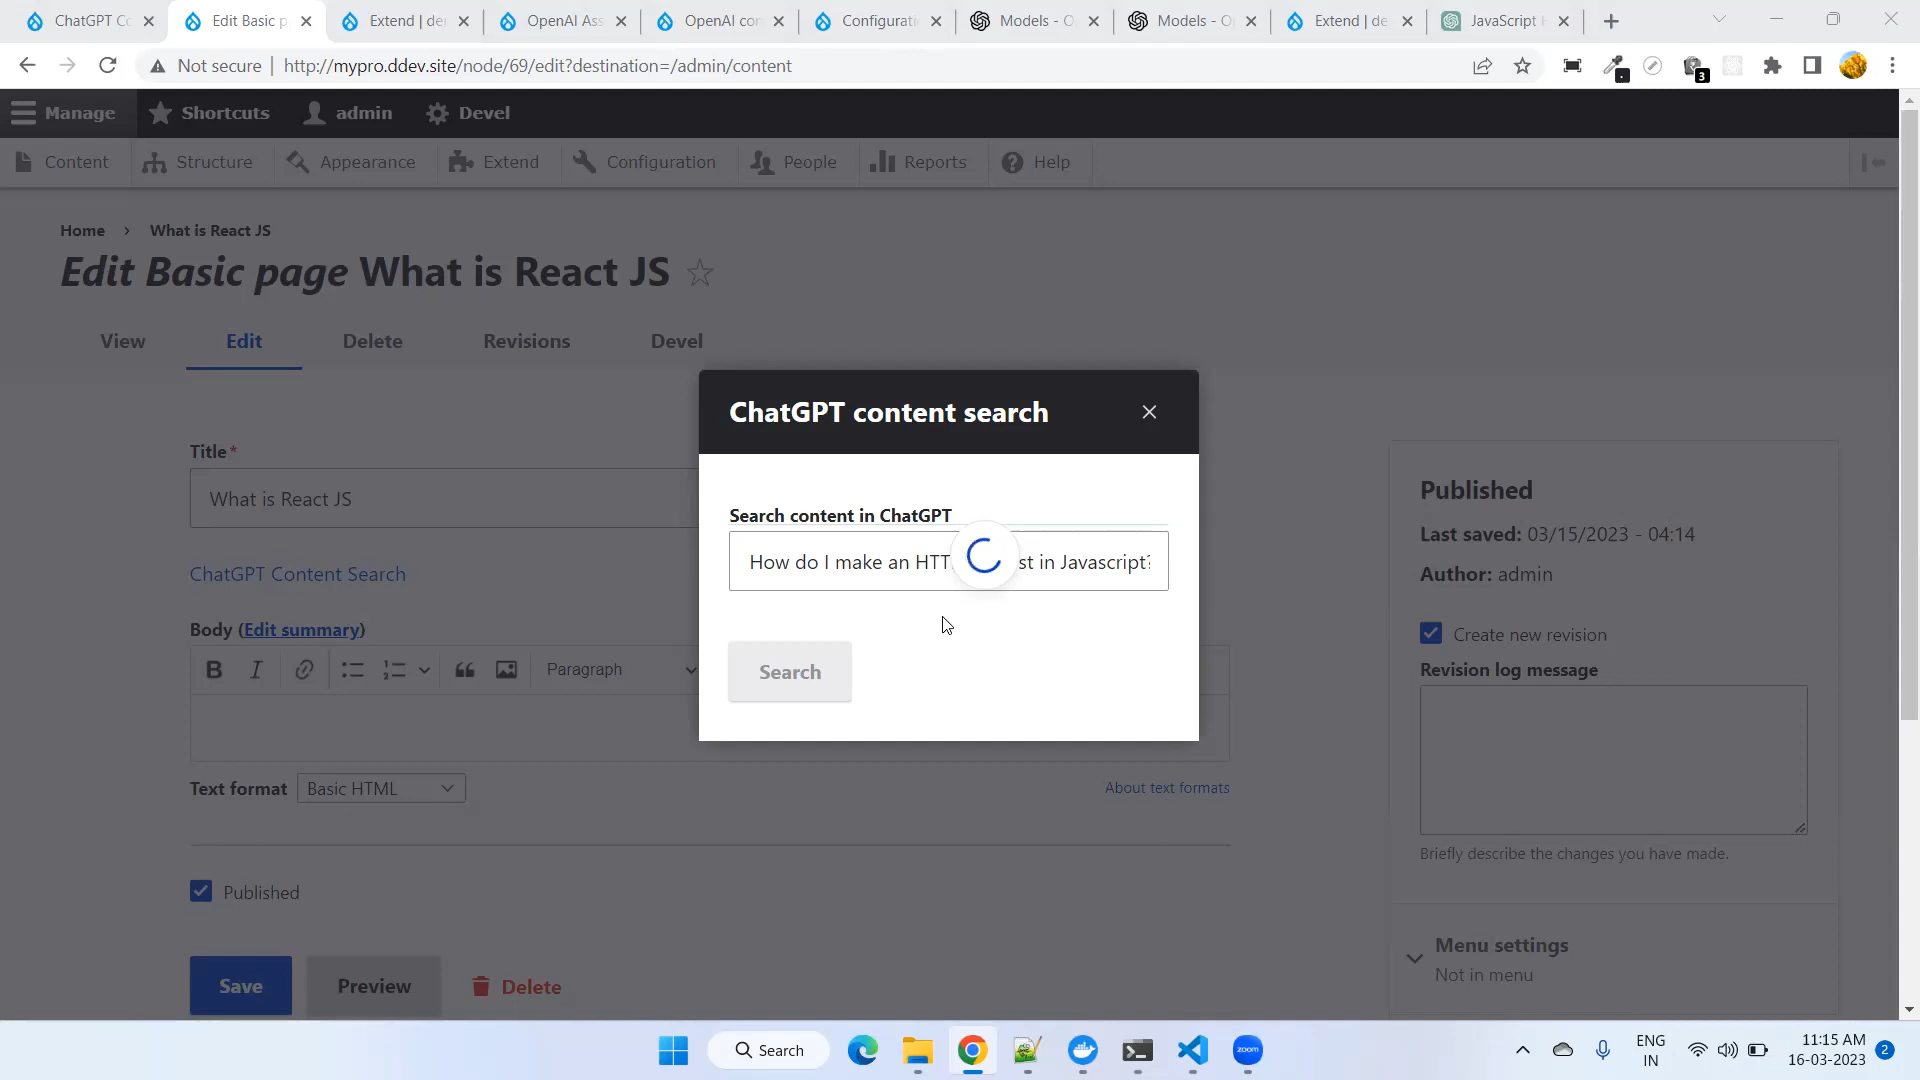 ChatGPT Co
Edit Basic p
Extend | de
OpenAI Ass
OpenAI co
Configurati
Models - O
Models - O
Extend | de
JavaScript H
Not secure
http://mypro.ddev.site/node/69/edit?destination=/admin/content
3
Manage
Shortcuts
admin
Devel
Content
Structure
Appearance
Extend
Configuration
People
Reports
Help
Home › What is React JS
Edit Basic page What is React JS
View
Edit
Delete
Revisions
Devel
ChatGPT content search
Title*
What is React JS
Published
Search content in ChatGPT
Last saved: 03/15/2023 - 04:14
How do I make an HTT st in Javascript?
ChatGPT Content Search
Author: admin
Body (Edit summary)
Create new revision
Paragraph
Search
Revision log message
Text format Basic HTML
About text formats
Briefly describe the changes you have made.
Published
Menu settings
Not in menu
Save
Preview
Delete
Search
zoom
ENG
IN
11:15 AM
16-03-2023
2